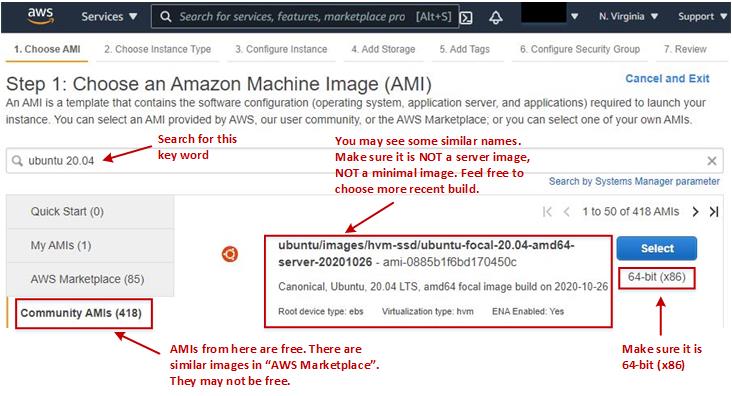 aws Services Search for services, features, marketplace pro [Alt+S] N. Virginia Support
1. Choose AMI 2. Choose Instance Type 3. Configure Instance 4. Add Storage 5. Add Tags 6. Configure Security Group 7. Review
Step 1: Choose an Amazon Machine Image (AMI) Cancel and Exit
An AMI is a template that contains the software configuration (operating system, application server, and applications) required to launch your
instance. You can select an AMI provided by AWS, our user community, or the AWS Marketplace; or you can select one of your own AMIs.
Search for this
key word
You may see some similar names.
Make sure it is NOT a server image,
NOT a minimal image. Feel free to
choose more recent build.
ubuntu 20.04
Search by Systems Manager parameter
Quick Start (0)
My AMIs (1)
AWS Marketplace (85)
Community AMIs (418)
1 to 50 of 418 AMIs
ubuntu/images/hvm-ssd/ubuntu-focal-20.04-amd64-
server-20201026 - ami-0885b1f6bd170450c
Canonical, Ubuntu, 20.04 LTS, amd64 focal image build on 2020-10-26
Root device type: ebs Virtualization type: hvm ENA Enabled: Yes
Select
64-bit (x86)
AMIs from here are free. There are
similar images in “AWS Marketplace”.
They may not be free.
Make sure it is
64-bit (x86)